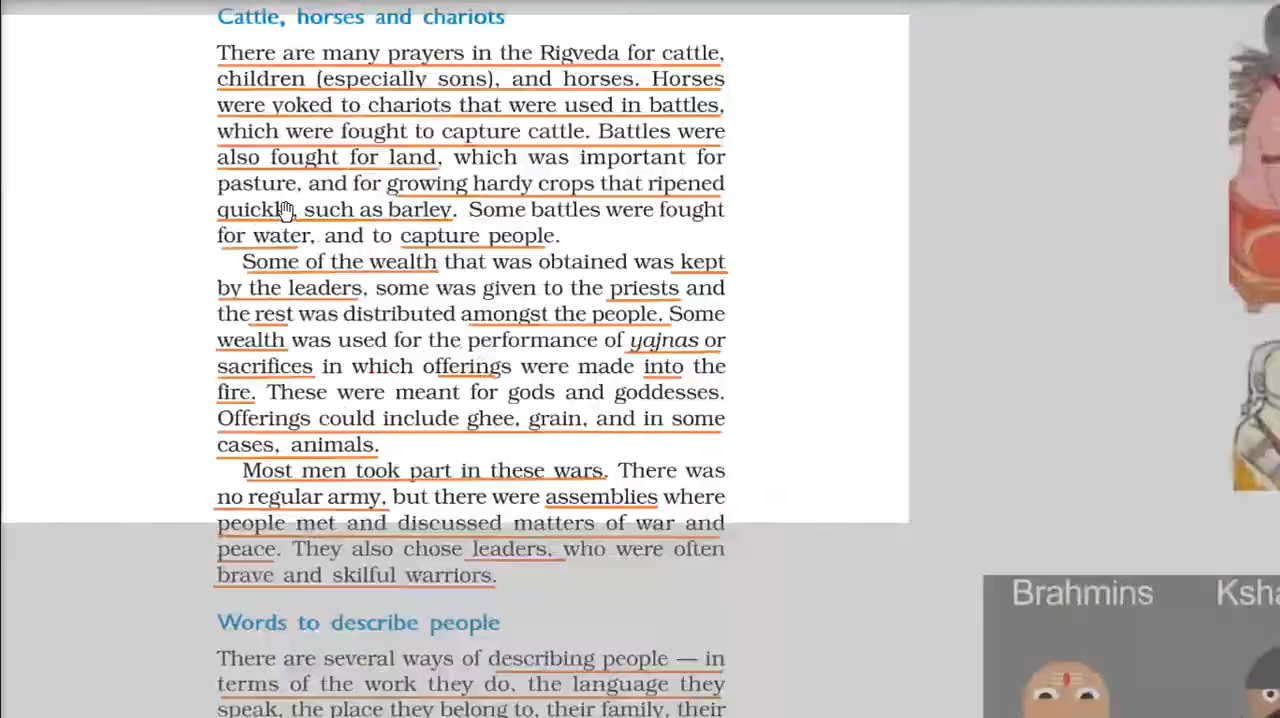 Cattle, horses and chariots
There are many prayers in the Rigveda for cattle,
children (especially sons), and horses. Horses
were yoked to chariots that were used in battles,
which were fought to capture cattle. Battles were
also fought for land, which was important for
pasture, and for growing hardy crops that ripened
quickly, such as barley. Some battles were fought
for water, and to capture people.
Some of the wealth that was obtained was kept
by the leaders, some was given to the priests and
the rest was distributed amongst the people. Some
wealth was used for the performance of yajnas or
sacrifices in which offerings were made into the
fire. These were meant for gods and goddesses.
Offerings could include ghee, grain, and in some
cases, animals.
Most men took part in these wars. There was
no regular army, but there were assemblies where
people met and discussed matters of war and
peace. They also chose leaders, who were often
brave and skilful warriors.
Words to describe people
There are several ways of describing people — in
terms of the work they do, the language they
speak, the place they belong to, their family, their
Brahmins Ksha